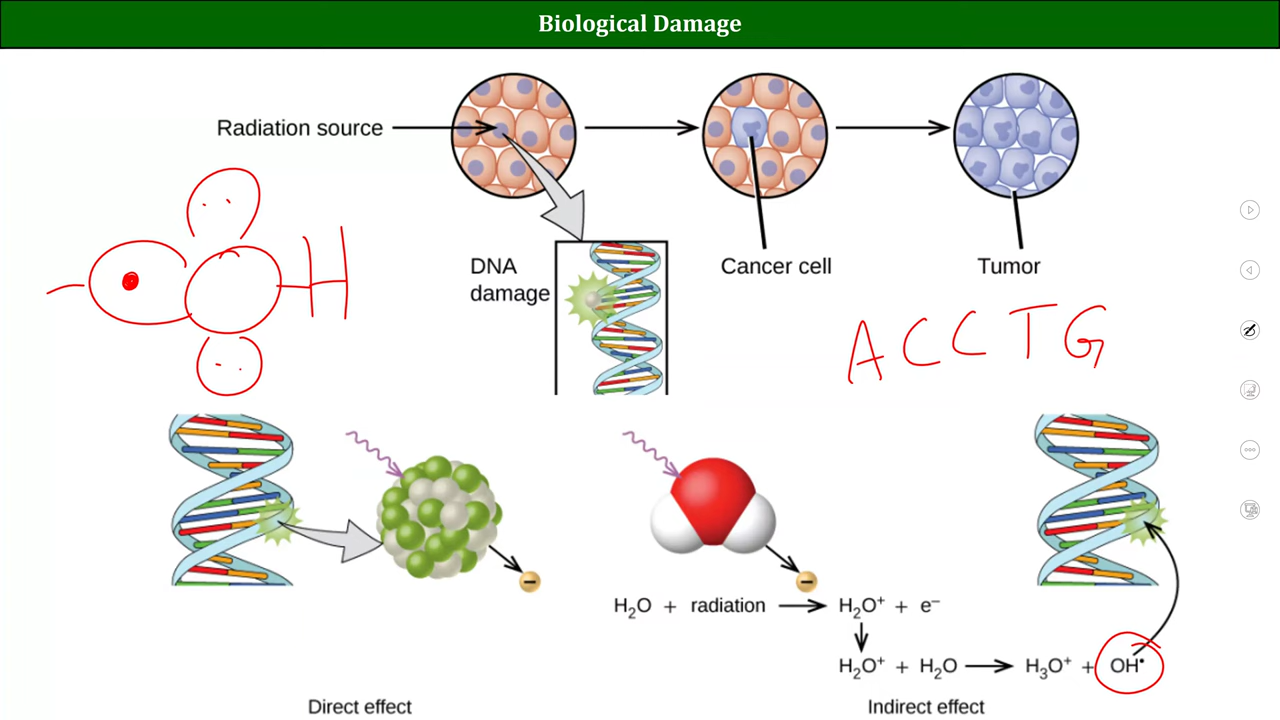 Biological Damage
Radiation source
DNA
damage
Cancer cell
Tumor
H
ACCTG
H₂O + radiation ⟶ H₂O⁺ + e⁻
H₂O⁺ + H₂O ⟶ H₃O⁺ + OH•
Direct effect
Indirect effect